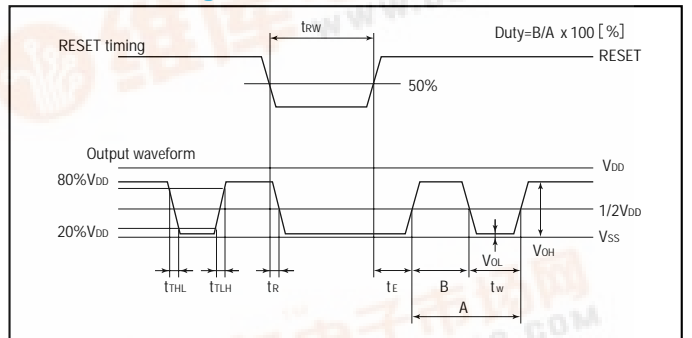 tRW
Duty=B/A x 100 [%]
RESET timing
RESET
50%
Output waveform
VDD
80%VDD
1/2VDD
20%VDD
VSS
VOL
VOH
tTHL
tTLH
tR
tE
B
tw
A